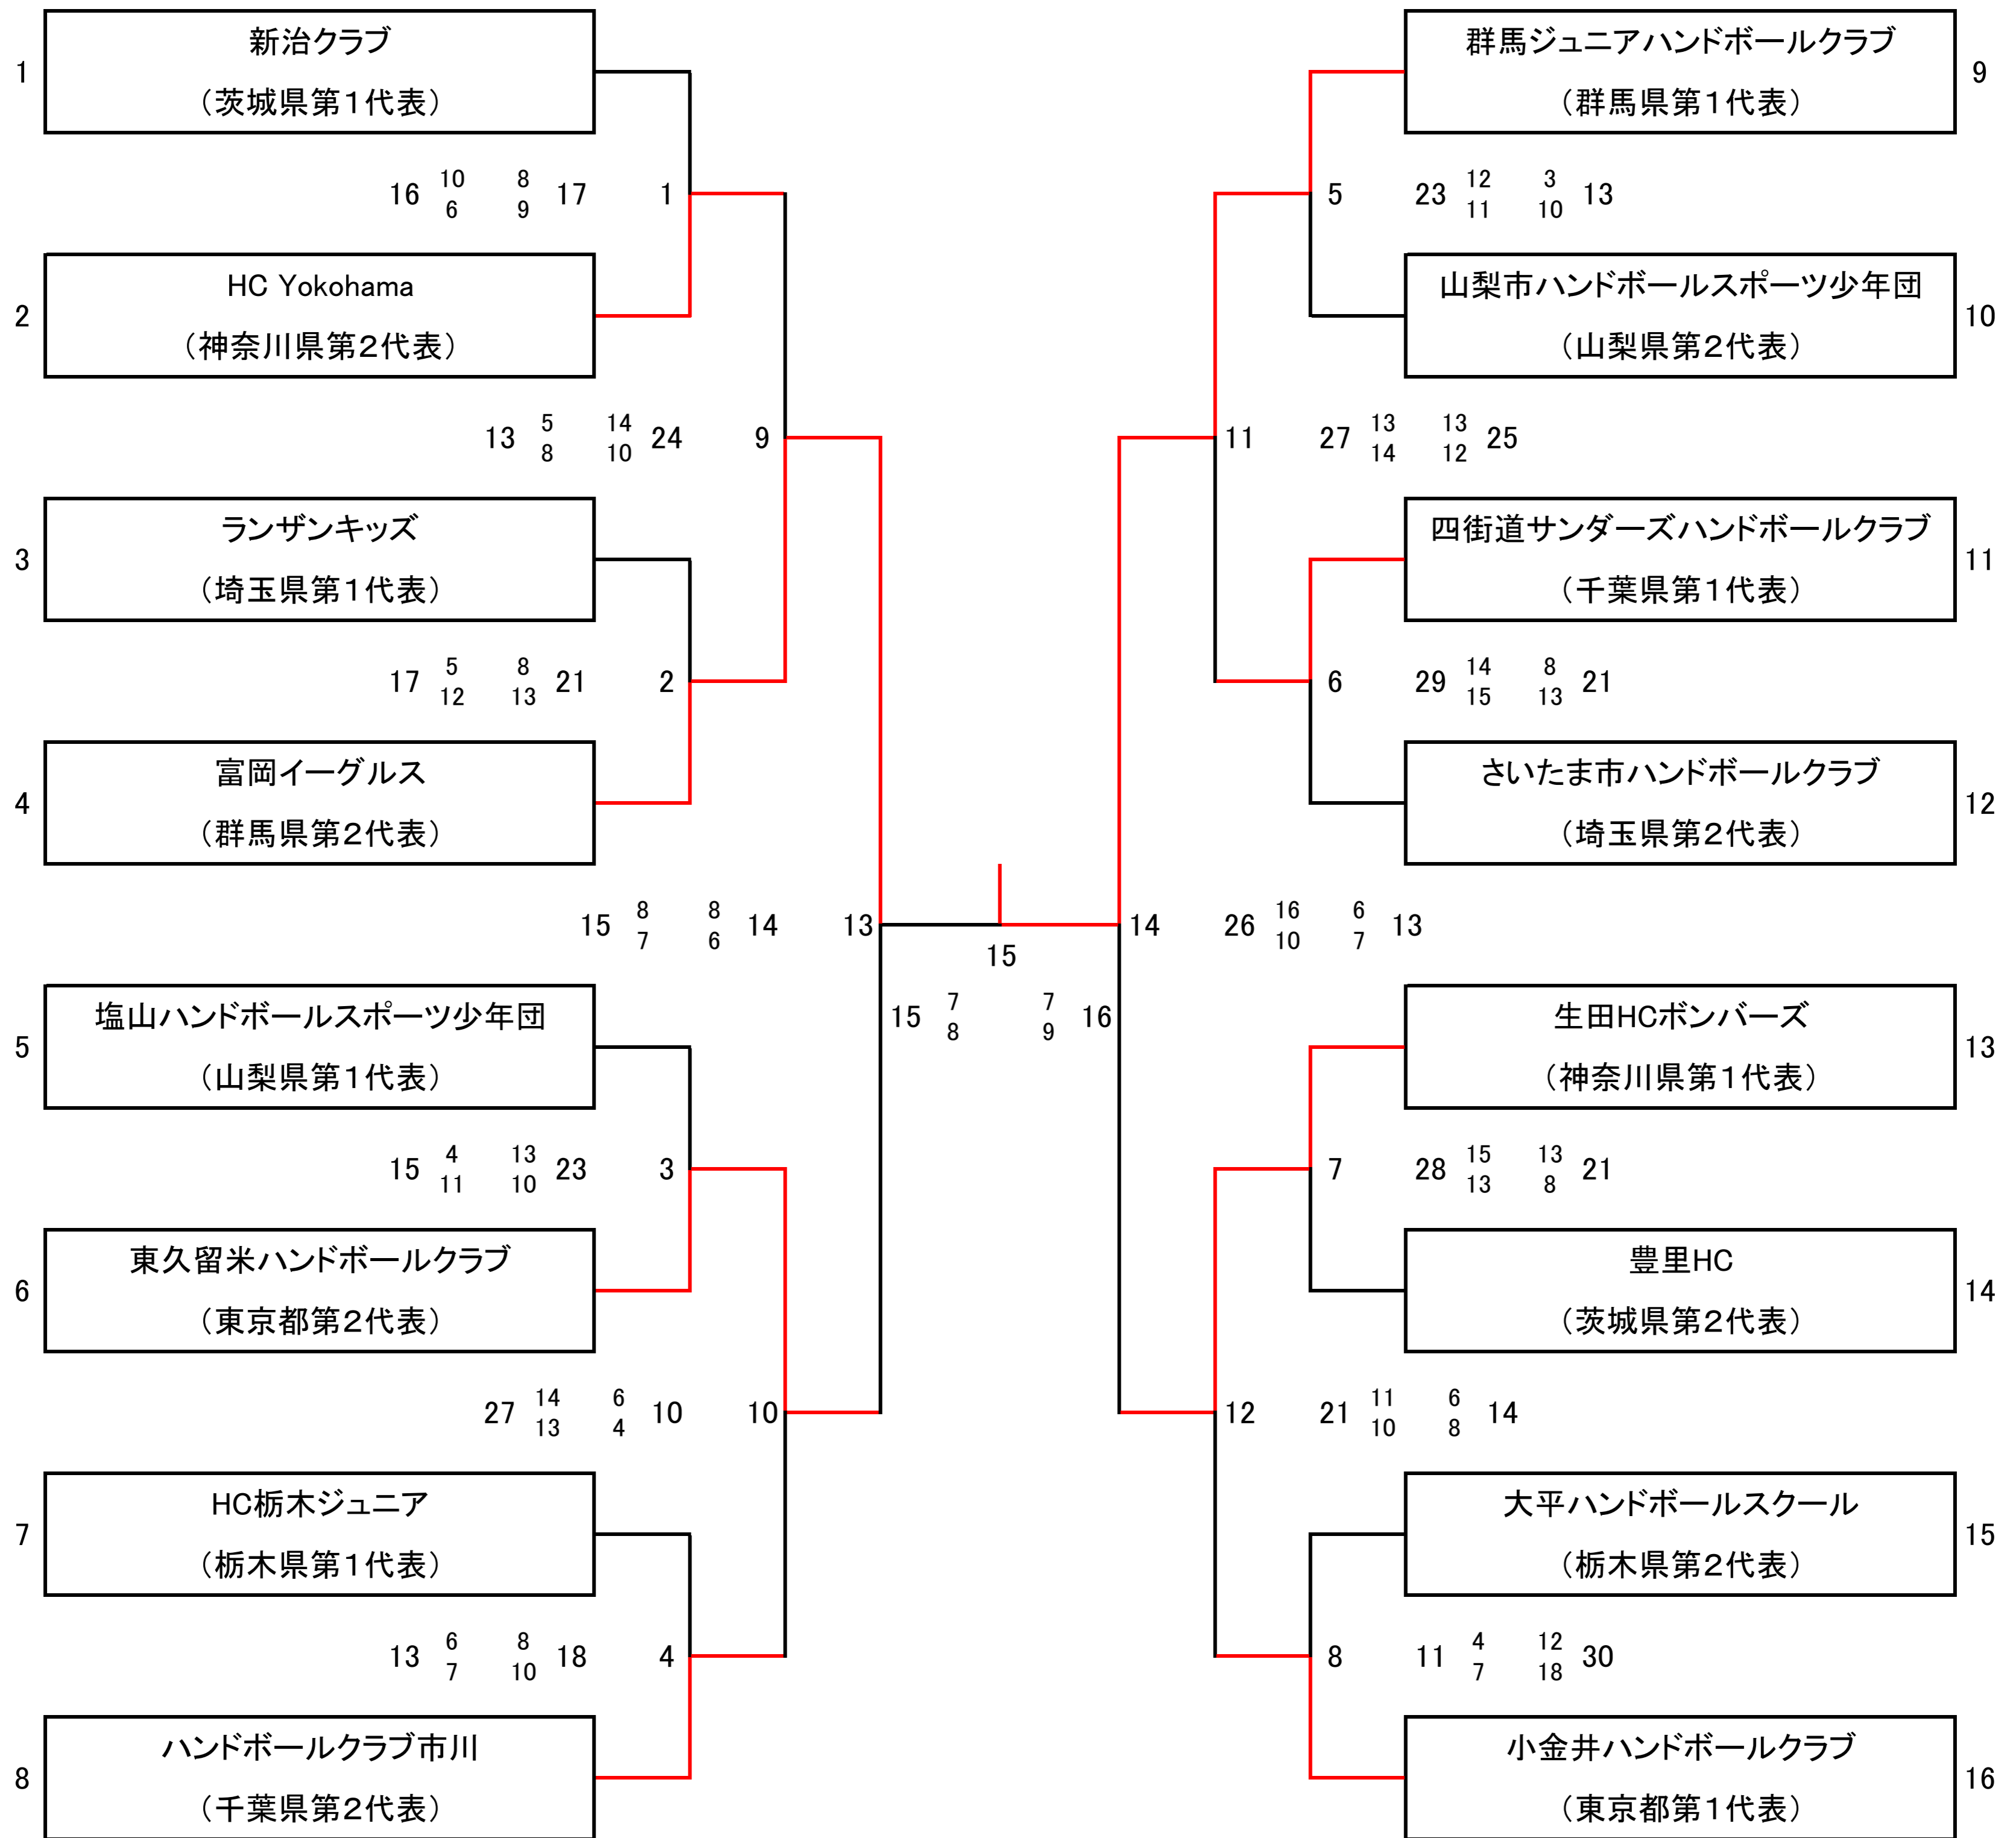 1
新治クラブ
（茨城県第１代表）
16 10 8 17 1
6 9
2
HC Yokohama
（神奈川県第２代表）
13 5 14 24 9
8 10
3
ランザンキッズ
（埼玉県第１代表）
17 5 8 21 2
12 13
4
富岡イーグルス
（群馬県第２代表）
15 8 8 14 13
7 6
5
塩山ハンドボールスポーツ少年団
（山梨県第１代表）
15 4 13 23 3
11 10
6
東久留米ハンドボールクラブ
（東京都第２代表）
27 14 6 10 10
13 4
7
HC栃木ジュニア
（栃木県第１代表）
13 6 8 18 4
7 10
8
ハンドボールクラブ市川
（千葉県第２代表）
15
15 7 7 16
8 9
群馬ジュニアハンドボールクラブ
（群馬県第１代表）
9
5 23 12 3 13
11 10
山梨市ハンドボールスポーツ少年団
（山梨県第２代表）
10
11 27 13 13 25
14 12
四街道サンダーズハンドボールクラブ
（千葉県第１代表）
11
6 29 14 8 21
15 13
さいたま市ハンドボールクラブ
（埼玉県第２代表）
12
14 26 16 6 13
10 7
生田HCボンバーズ
（神奈川県第１代表）
13
7 28 15 13 21
13 8
豊里HC
（茨城県第２代表）
14
12 21 11 6 14
10 8
大平ハンドボールスクール
（栃木県第２代表）
15
8 11 4 12 30
7 18
小金井ハンドボールクラブ
（東京都第１代表）
16